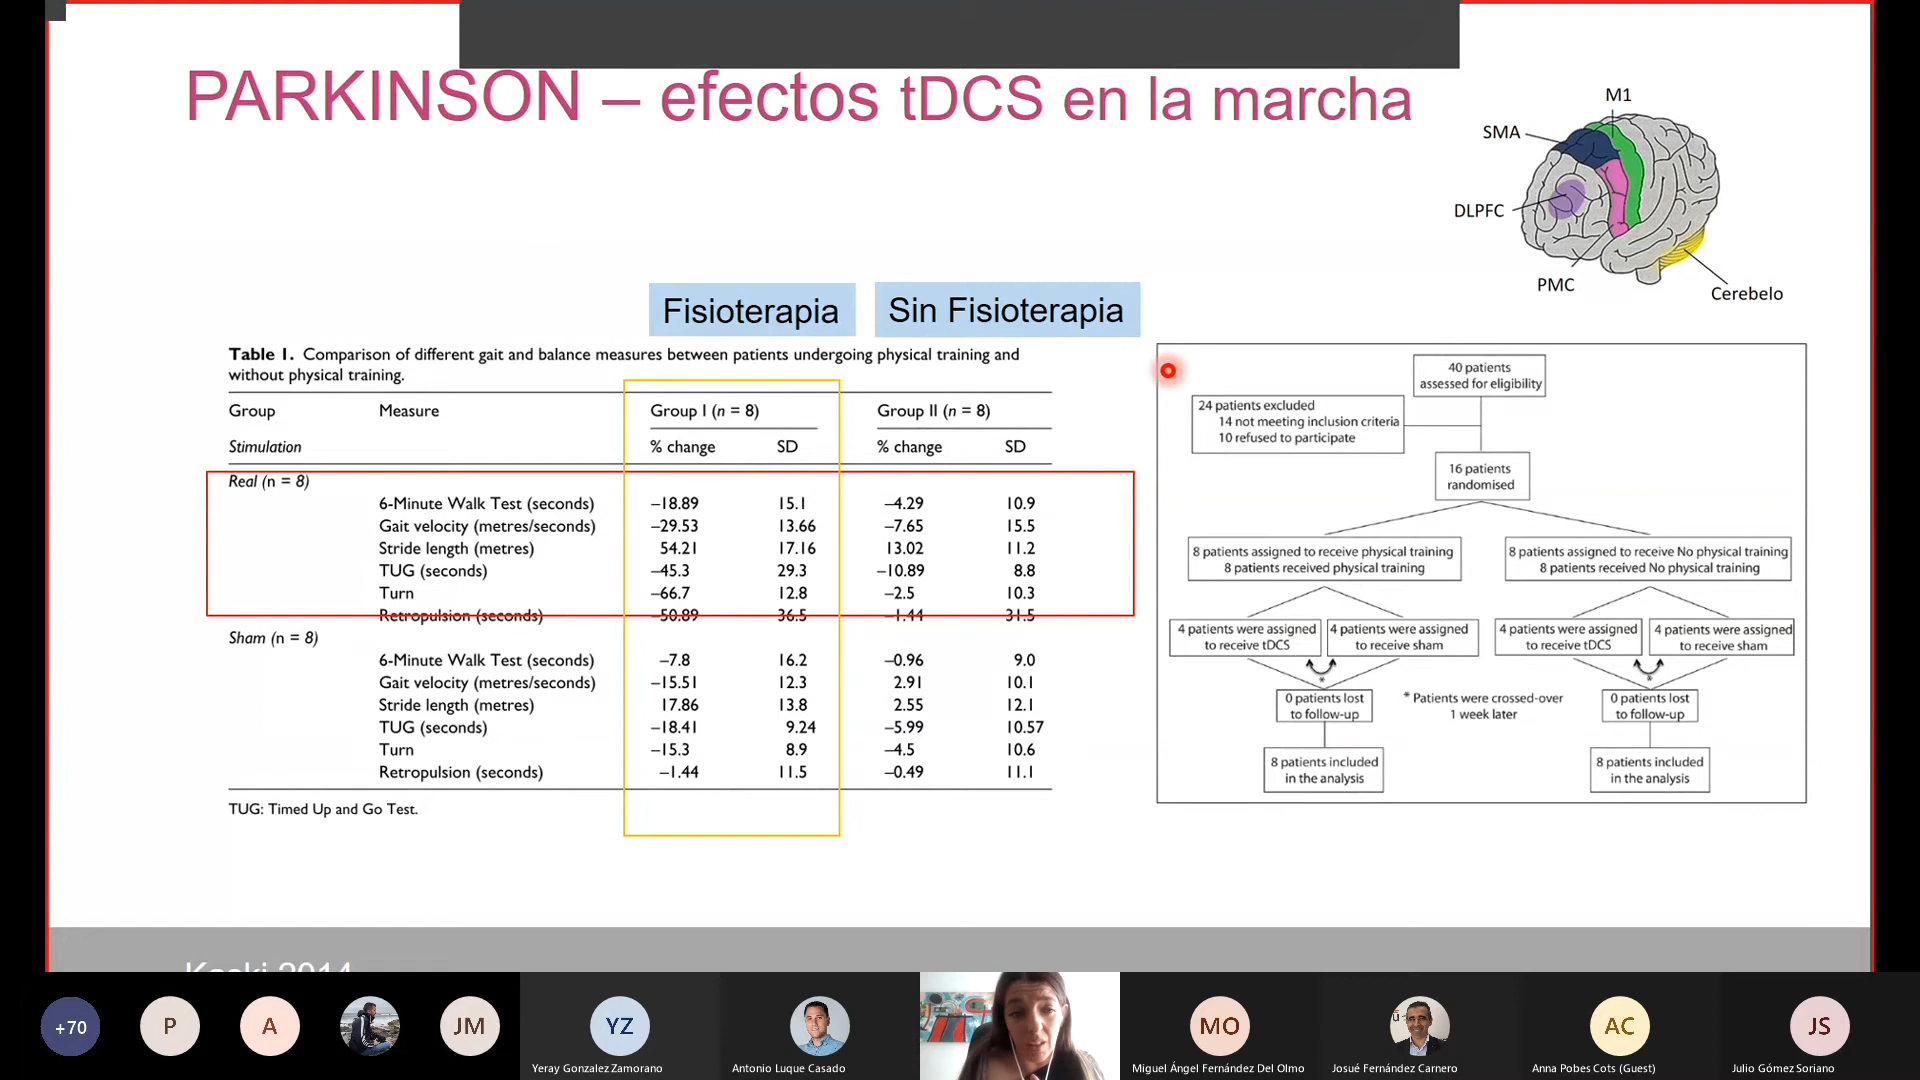 PARKINSON – efectos tDCS en la marcha
M1
SMA
DLPFC
PMC
Cerebelo
Fisioterapia
Sin Fisioterapia
Table 1. Comparison of different gait and balance measures between patients undergoing physical training and
without physical training.
Group Measure Group I (n = 8) Group II (n = 8)
Stimulation % change SD % change SD
Real (n = 8)
6-Minute Walk Test (seconds) –18.89 15.1 –4.29 10.9
Gait velocity (metres/seconds) –29.53 13.66 –7.65 15.5
Stride length (metres) 54.21 17.16 13.02 11.2
TUG (seconds) –45.3 29.3 –10.89 8.8
Turn –66.7 12.8 –2.5 10.3
Retropulsion (seconds) –50.89 36.5 –1.44 31.5
Sham (n = 8)
6-Minute Walk Test (seconds) –7.8 16.2 –0.96 9.0
Gait velocity (metres/seconds) –15.51 12.3 2.91 10.1
Stride length (metres) 17.86 13.8 2.55 12.1
TUG (seconds) –18.41 9.24 –5.99 10.57
Turn –15.3 8.9 –4.5 10.6
Retropulsion (seconds) –1.44 11.5 –0.49 11.1
TUG: Timed Up and Go Test.
40 patients
assessed for eligibility
24 patients excluded
14 not meeting inclusion criteria
10 refused to participate
16 patients
randomised
8 patients assigned to receive physical training
8 patients received physical training
8 patients assigned to receive No physical training
8 patients received No physical training
4 patients were assigned
to receive tDCS
4 patients were assigned
to receive sham
4 patients were assigned
to receive tDCS
4 patients were assigned
to receive sham
*
*
0 patients lost
to follow-up
* Patients were crossed-over
1 week later
0 patients lost
to follow-up
8 patients included
in the analysis
8 patients included
in the analysis
2014
+70
P
A
JM
YZ
Yeray Gonzalez Zamorano
Antonio Luque Casado
MO
Miguel Ángel Fernández Del Olmo
Josué Fernández Carnero
AC
Anna Pobes Cots (Guest)
JS
Julio Gómez Soriano